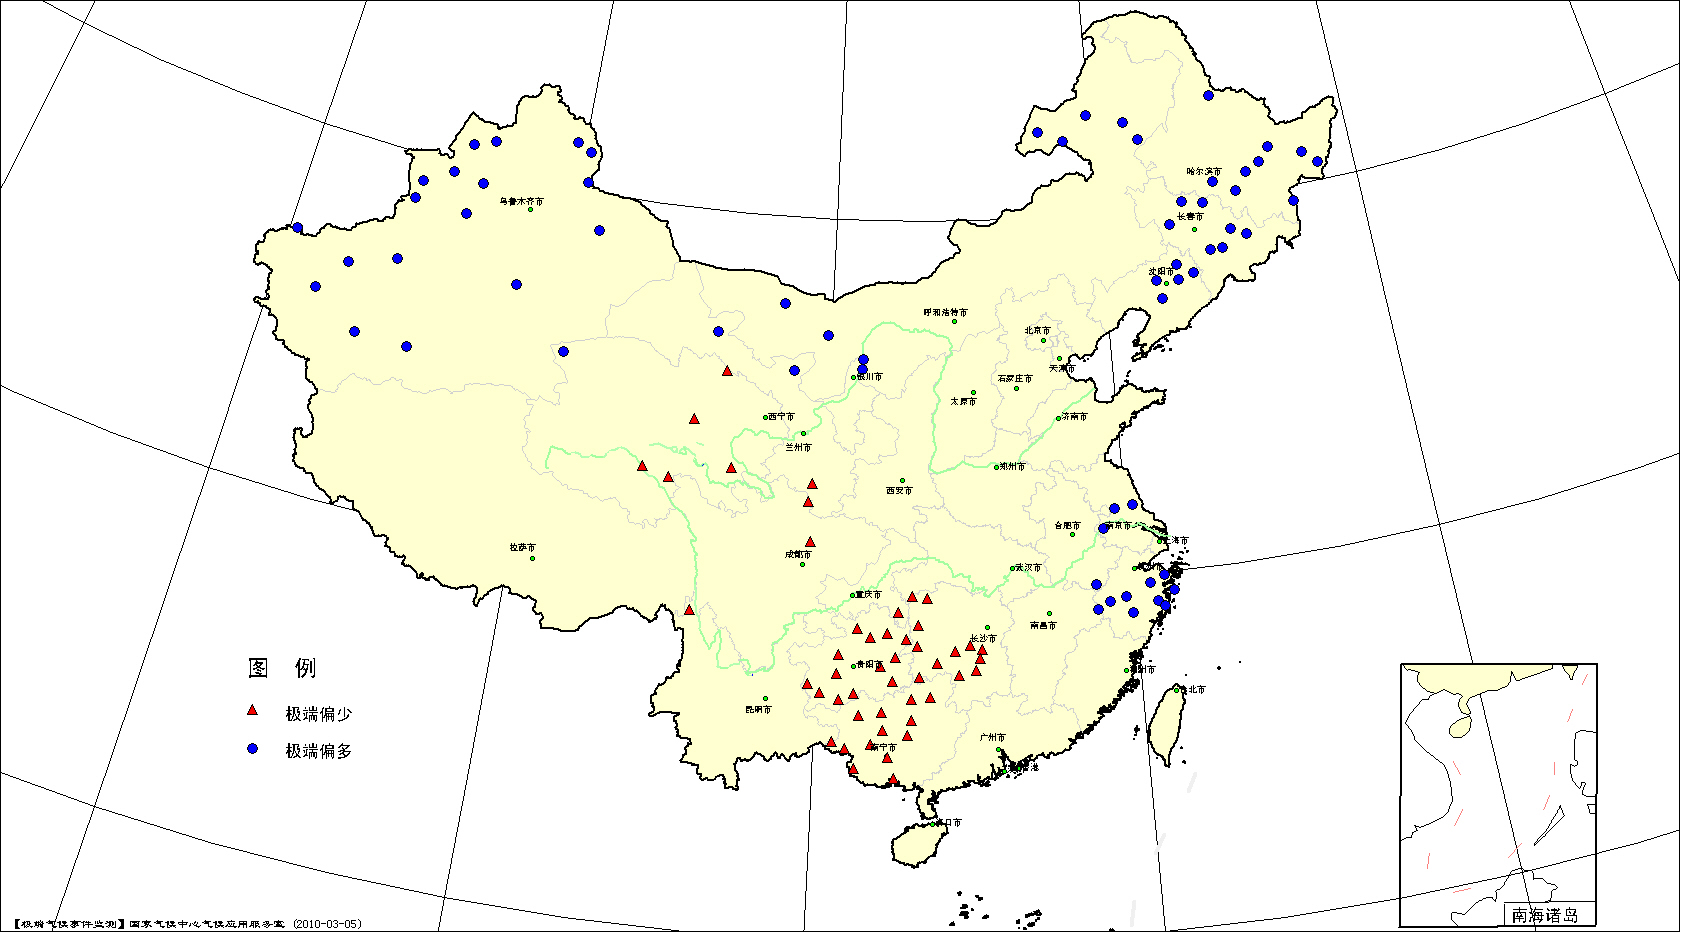 哈尔滨市
乌鲁木齐市
长春市
沈阳市
呼和浩特市
北京市
天津市
银川市
石家庄市
太原市
西宁市
济南市
兰州市
郑州市
西安市
合肥市
南京市
上海市
拉萨市
成都市
武汉市
杭州市
重庆市
南昌市
长沙市
贵阳市
福州市
台北市
昆明市
广州市
南宁市
香港
海口市
图 例
极端偏少
极端偏多
南海诸岛
【极端气候事件监测】国家气候中心气候应用服务室 (2010-03-05)